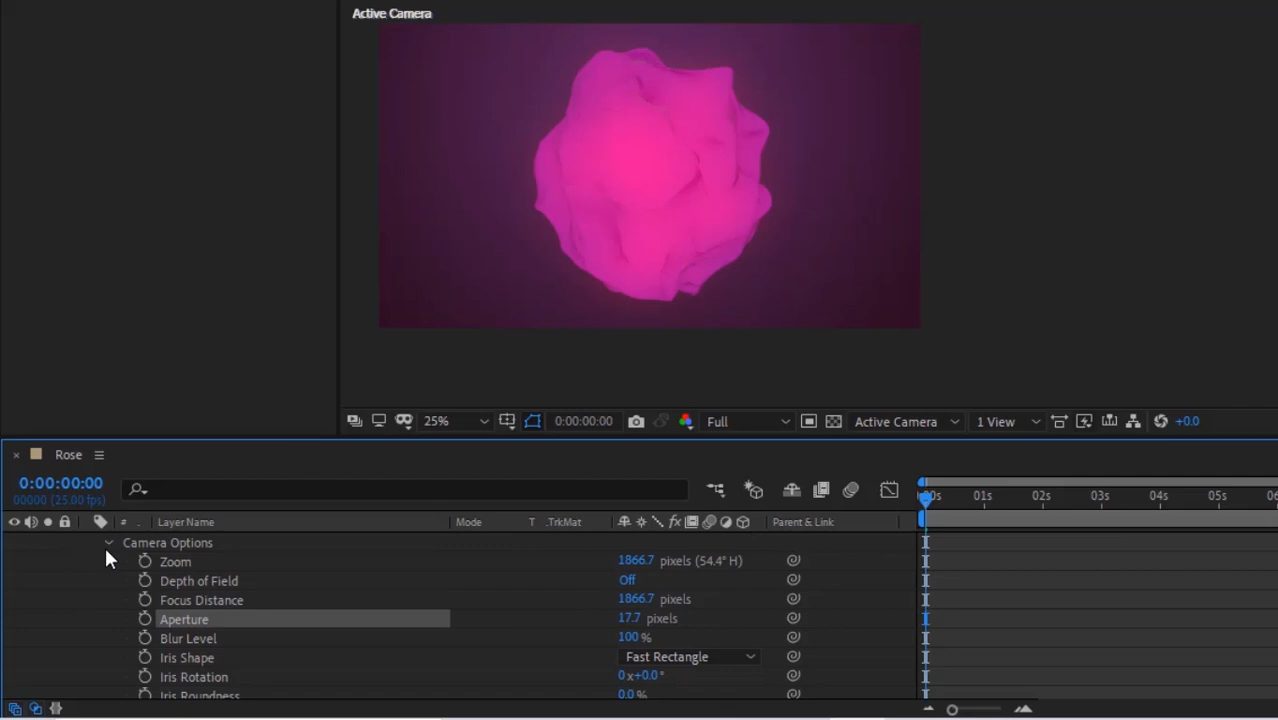 Active Camera
25%
0:00:00:00
Full
Active Camera
1 View
+0.0
× Rose
0:00:00:00
00000 (25.00 fps)
:00s 01s 02s 03s 04s 05s 06
# . Layer Name Mode T .TrkMat fx Parent & Link
Camera Options
Zoom 1866.7 pixels (54.4° H)
Depth of Field Off
Focus Distance 1866.7 pixels
Aperture 17.7 pixels
Blur Level 100 %
Iris Shape Fast Rectangle
Iris Rotation 0 x+0.0 °
Iris Roundness 0.0 %